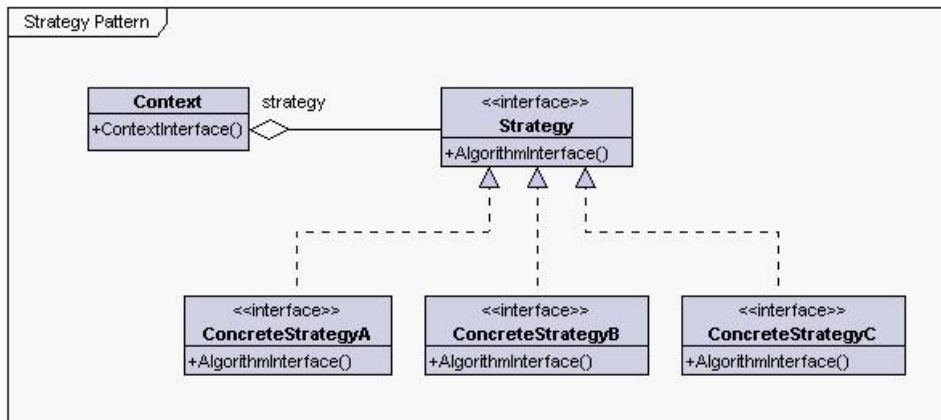 Strategy Pattern
Context
+ContextInterface()
strategy
<<interface>>
Strategy
+AlgorithmInterface()
<<interface>>
ConcreteStrategyA
+AlgorithmInterface()
<<interface>>
ConcreteStrategyB
+AlgorithmInterface()
<<interface>>
ConcreteStrategyC
+AlgorithmInterface()